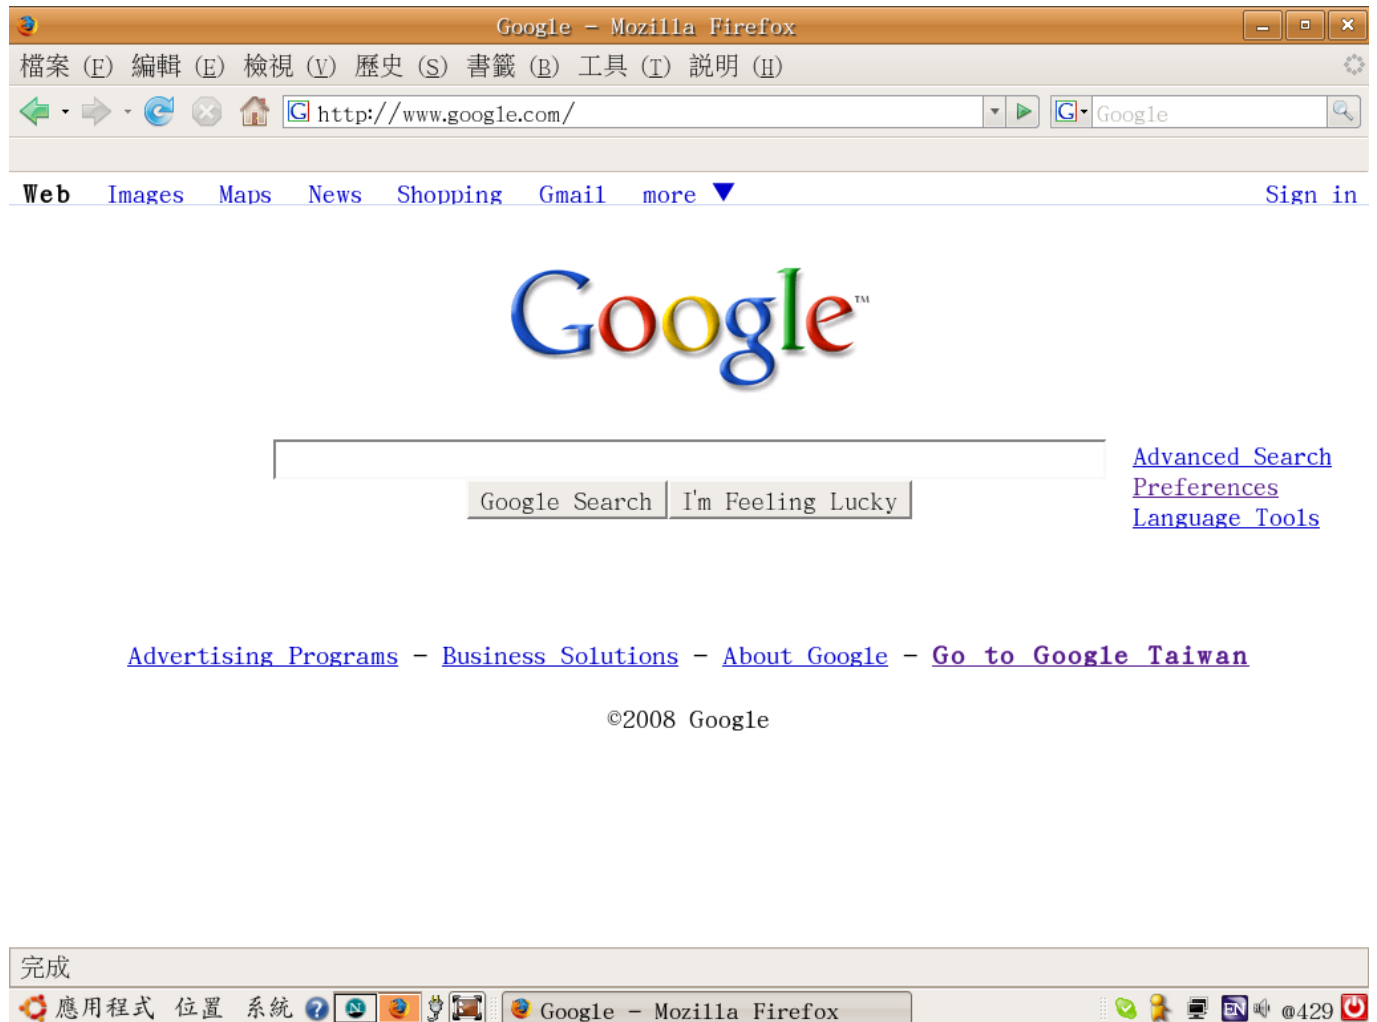 Google - Mozilla Firefox
檔案 (F) 編輯 (E) 檢視 (V) 歷史 (S) 書籤 (B) 工具 (T) 說明 (H)
G http://www.google.com/ G Google
Web Images Maps News Shopping Gmail more ▼ Sign in
Google™
Advanced Search
Preferences
Google Search I'm Feeling Lucky
Language Tools
Advertising Programs - Business Solutions - About Google - Go to Google Taiwan
©2008 Google
完成
應用程式 位置 系統 ? N Google - Mozilla Firefox EN @429